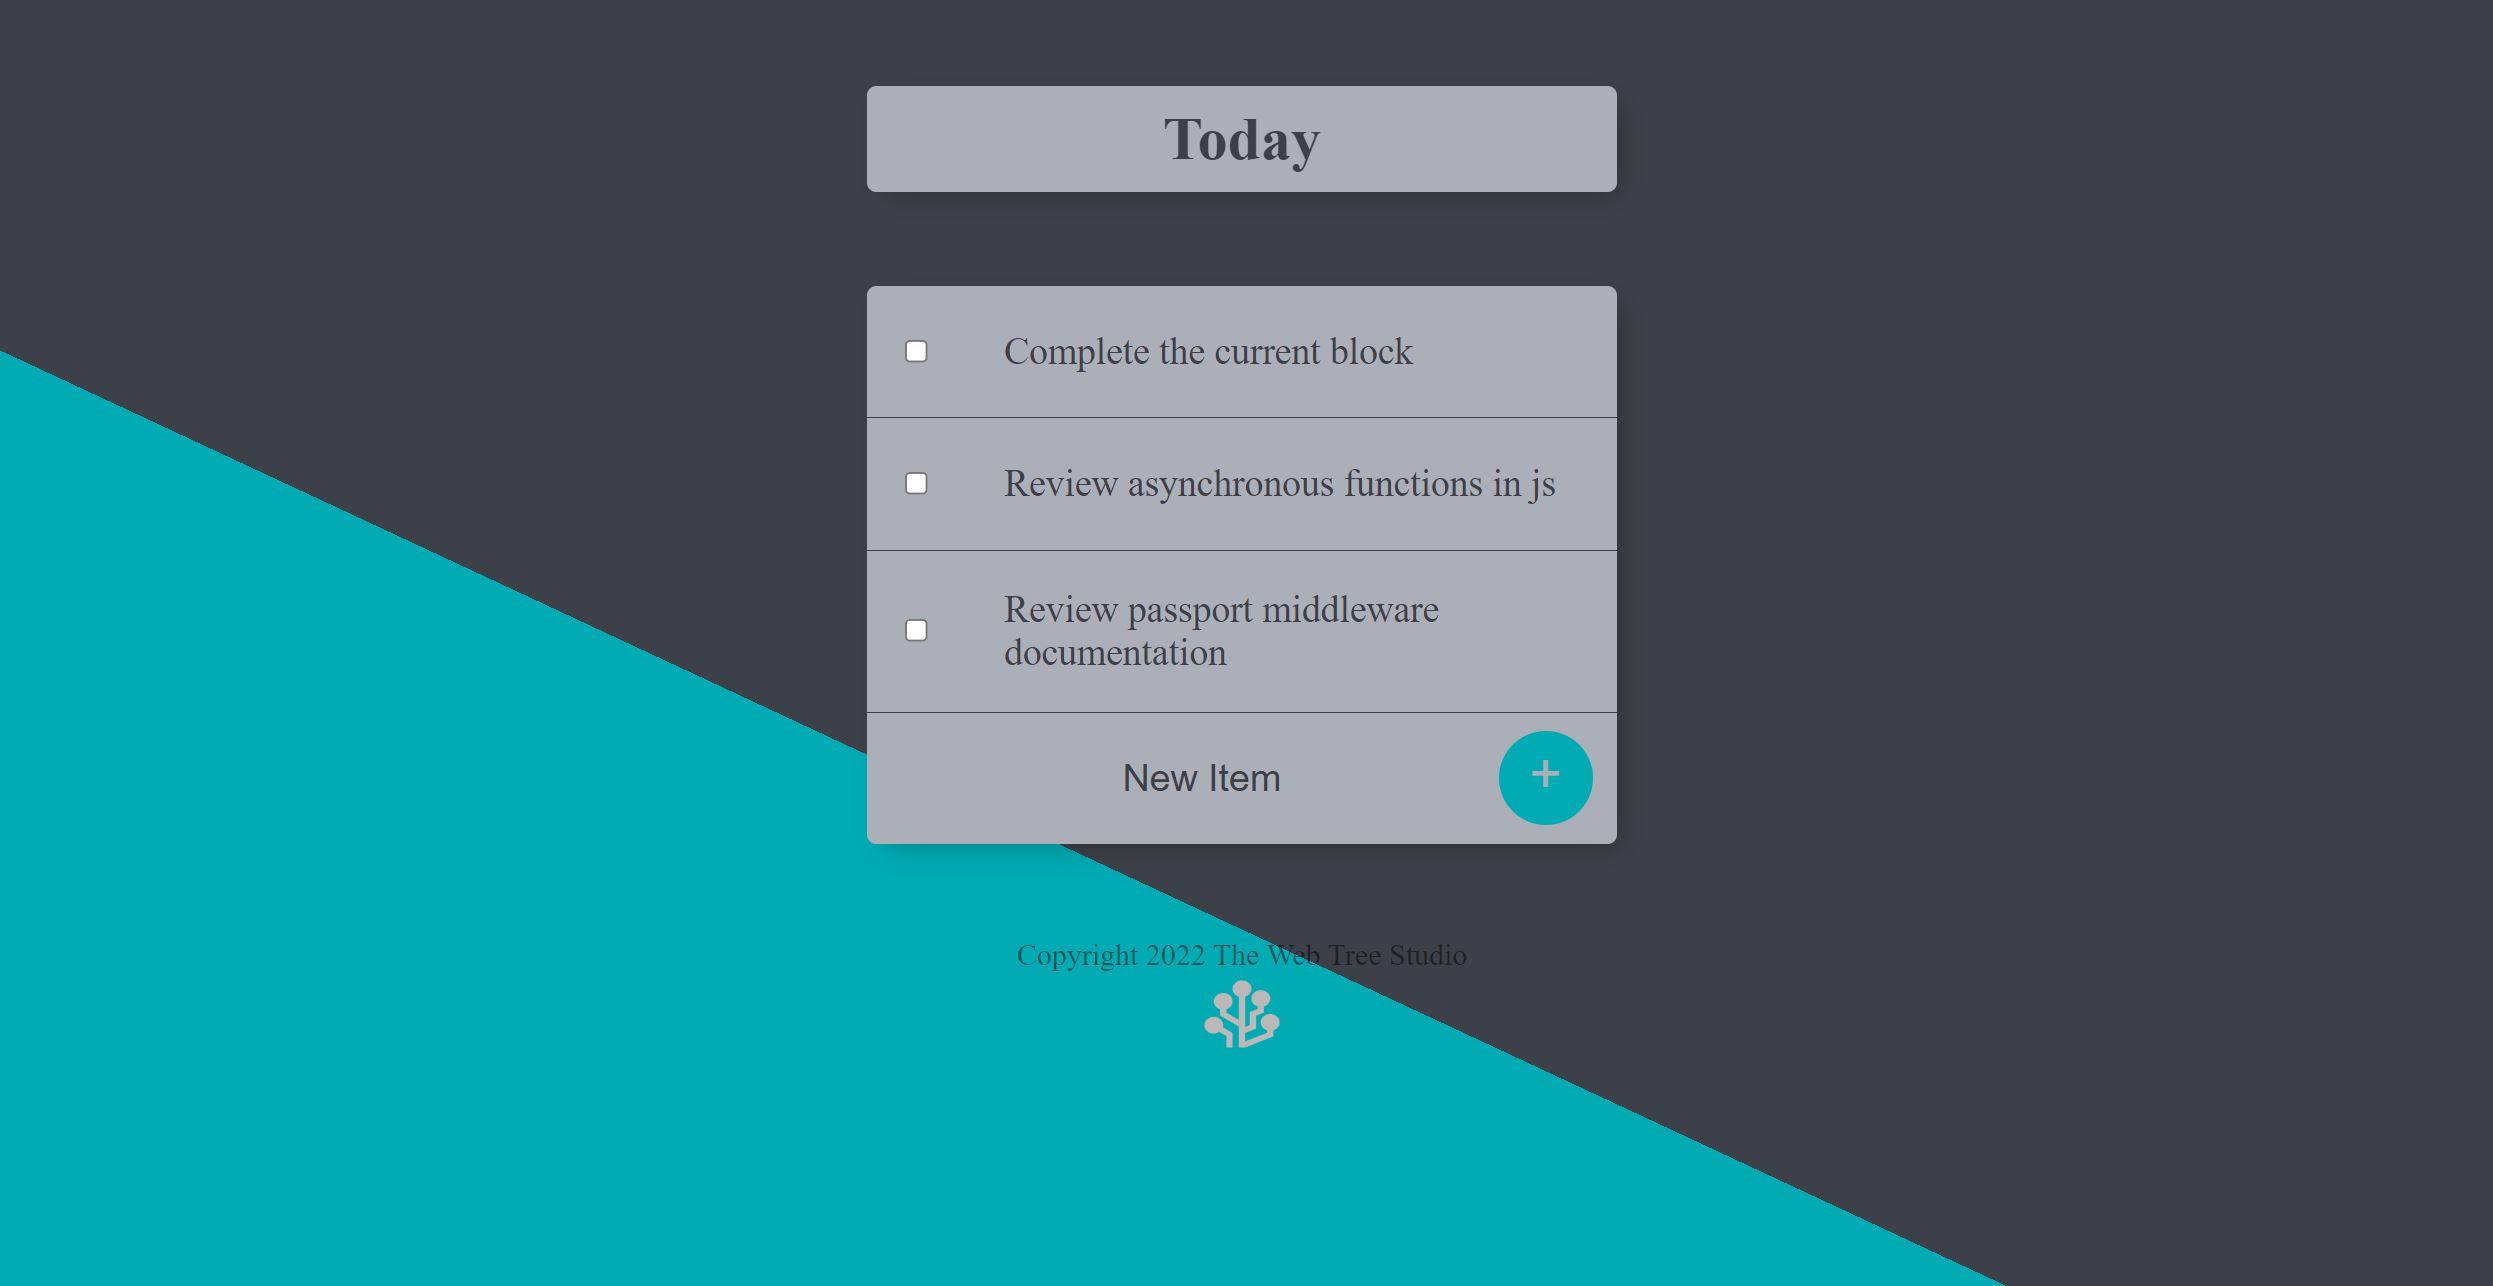 Today
Complete the current block
Review asynchronous functions in js
Review passport middleware
documentation
New Item
+
Copyright 2022 The Web Tree Studio